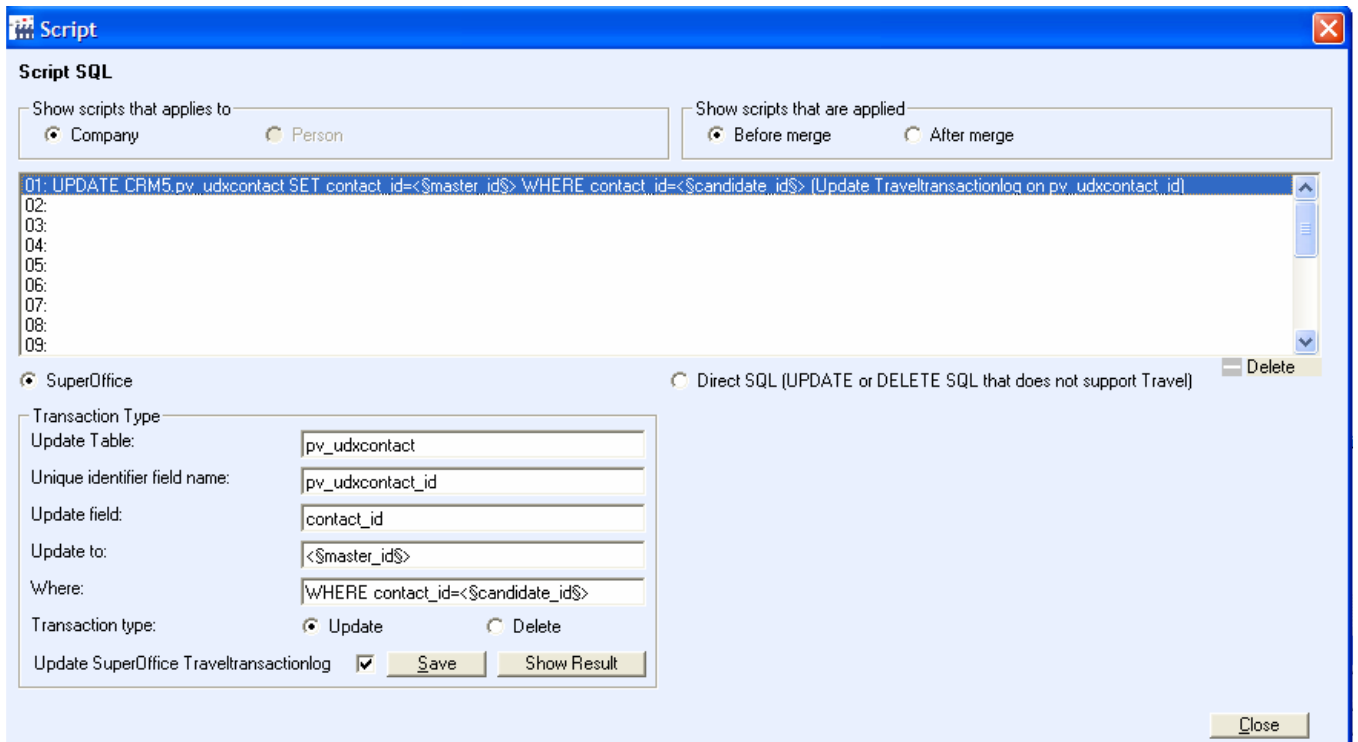 Script
Script SQL
Show scripts that applies to
Company Person
Show scripts that are applied
Before merge After merge
01: UPDATE CRM5.pv_udxcontact SET contact_id=<§master_id§> WHERE contact_id=<§candidate_id§> (Update Traveltransactionlog on pv_udxcontact_id)
02:
03:
04:
05:
06:
07:
08:
09:
Delete
SuperOffice Direct SQL (UPDATE or DELETE SQL that does not support Travel)
Transaction Type
Update Table: pv_udxcontact
Unique identifier field name: pv_udxcontact_id
Update field: contact_id
Update to: <§master_id§>
Where: WHERE contact_id=<§candidate_id§>
Transaction type: Update Delete
Update SuperOffice Traveltransactionlog Save Show Result
Close